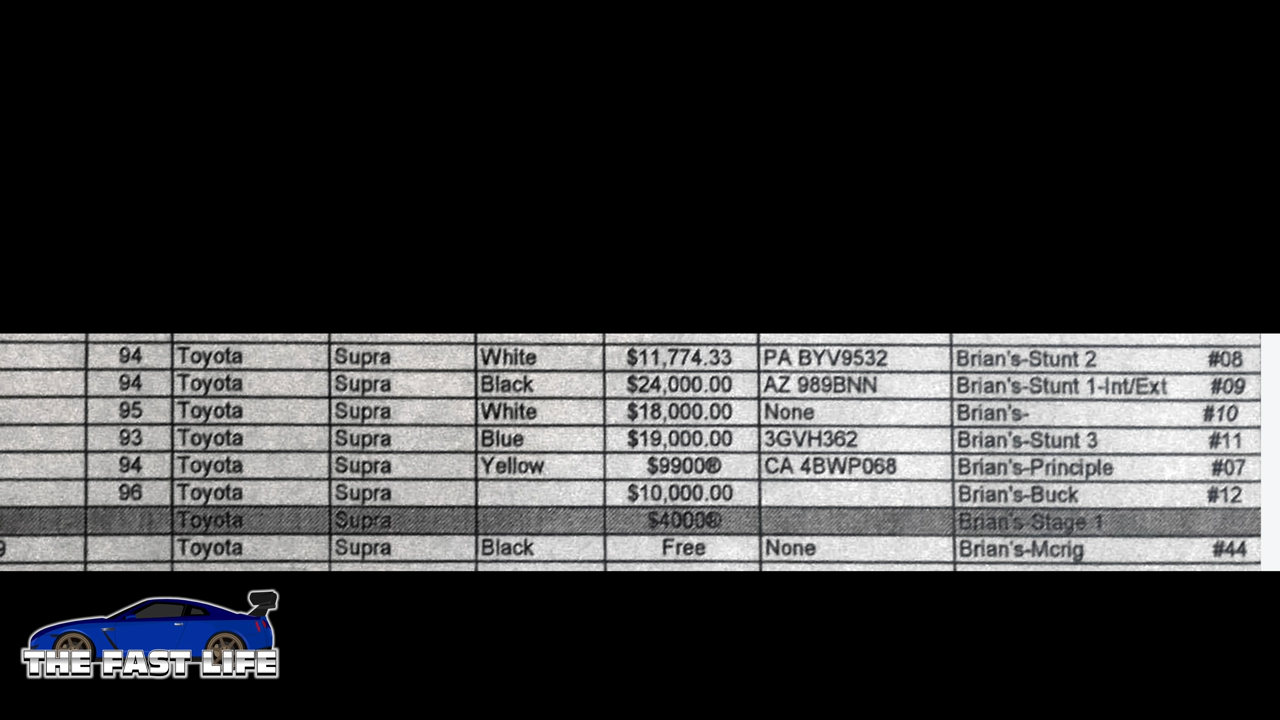 94 Toyota Supra White $11,774.33 PA BYV9532 Brian's-Stunt 2 #08
94 Toyota Supra Black $24,000.00 AZ 989BNN Brian's-Stunt 1-Int/Ext #09
95 Toyota Supra White $18,000.00 None Brian's- #10
93 Toyota Supra Blue $19,000.00 3GVH362 Brian's-Stunt 3 #11
94 Toyota Supra Yellow $9900® CA 4BWP068 Brian's-Principle #07
96 Toyota Supra $10,000.00 Brian's-Buck #12
Toyota Supra $4000® Brian's-Stage 1
9 Toyota Supra Black Free None Brian's-Mcrig #44
THE FAST LIFE